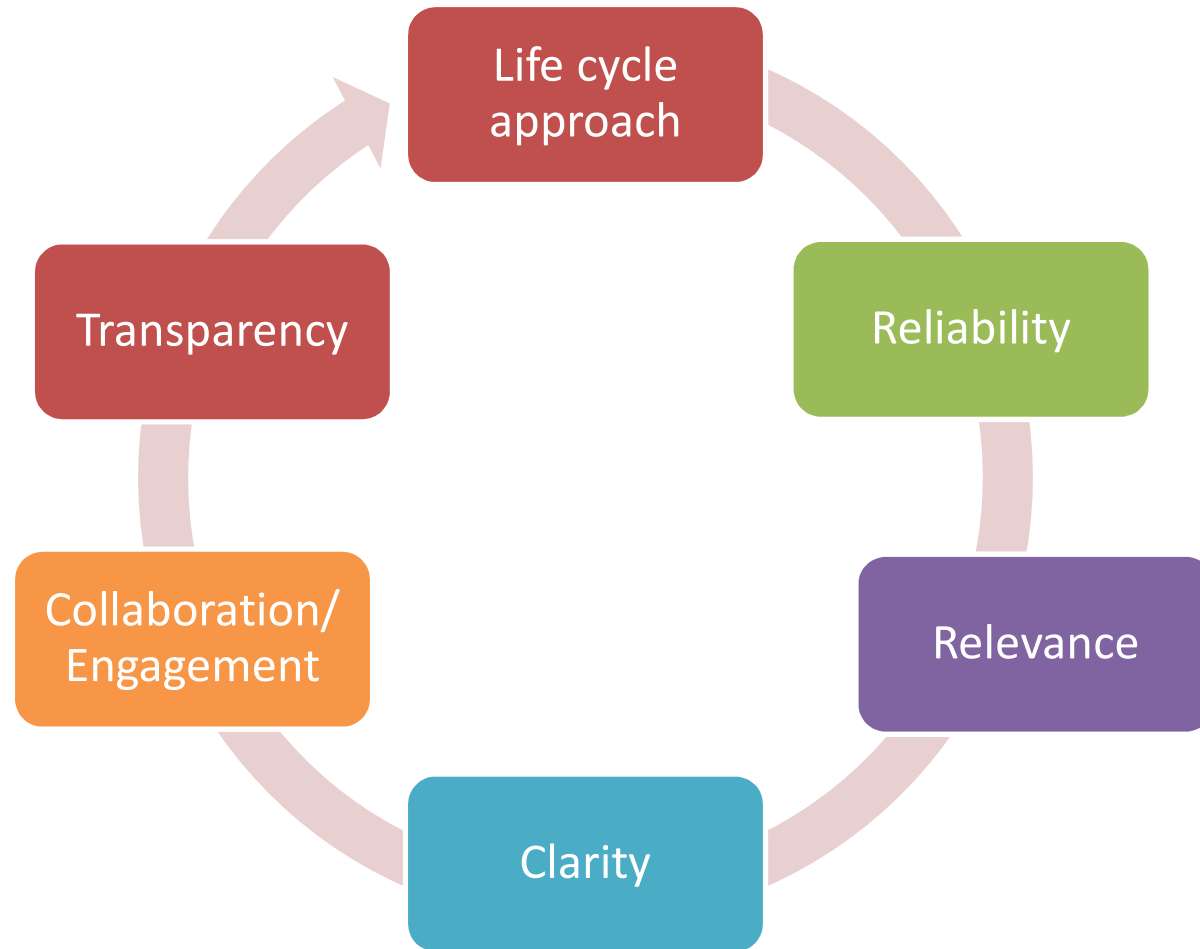 Life cycle
approach
Reliability
Relevance
Clarity
Collaboration/
Engagement
Transparency